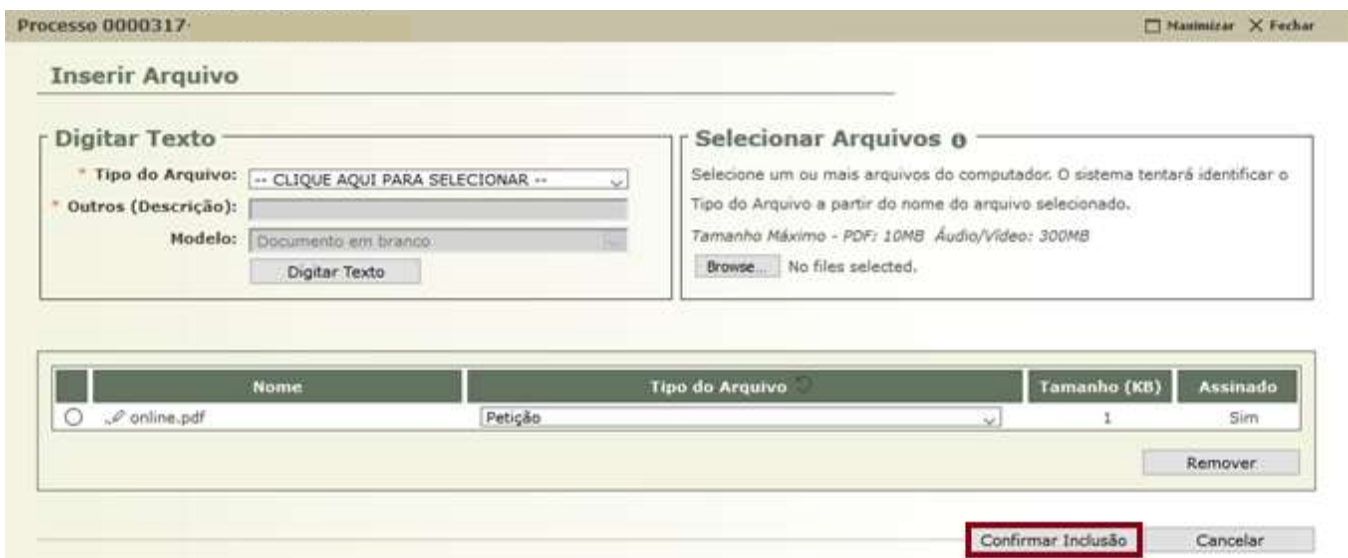 Processo 0000317-
Maximizar Fechar
Inserir Arquivo
Digitar Texto
* Tipo do Arquivo: -- CLIQUE AQUI PARA SELECIONAR --
* Outros (Descrição):
Modelo: Documento em branco
Digitar Texto
Selecionar Arquivos
Selecione um ou mais arquivos do computador. O sistema tentará identificar o
Tipo do Arquivo a partir do nome do arquivo selecionado.
Tamanho Máximo - PDF: 10MB Áudio/Vídeo: 300MB
Browse... No files selected.
Nome Tipo do Arquivo Tamanho (KB) Assinado
online.pdf Petição 1 Sim
Remover
Confirmar Inclusão Cancelar